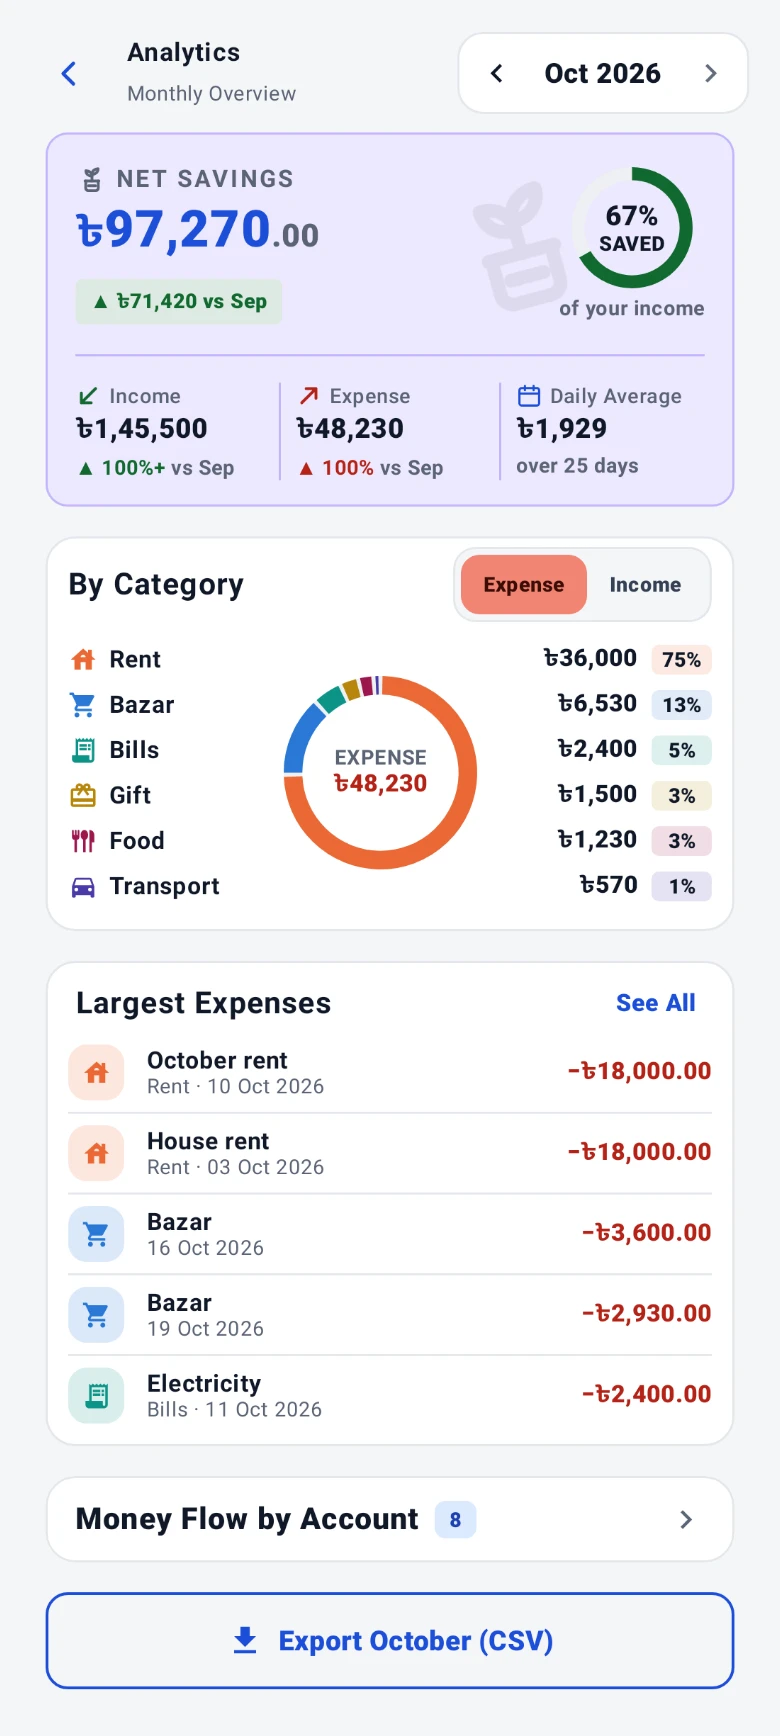 Analytics
Monthly Overview
Oct 2026
NET SAVINGS
৳97,270.00
▲ ৳71,420 vs Sep
67%
SAVED
of your income
Income
৳1,45,500
▲ 100%+ vs Sep
Expense
৳48,230
▲ 100% vs Sep
Daily Average
৳1,929
over 25 days
By Category
Expense
Income
Rent ৳36,000 75%
Bazar ৳6,530 13%
Bills ৳2,400 5%
Gift ৳1,500 3%
Food ৳1,230 3%
Transport ৳570 1%
EXPENSE
৳48,230
Largest Expenses
See All
October rent
Rent · 10 Oct 2026
−৳18,000.00
House rent
Rent · 03 Oct 2026
−৳18,000.00
Bazar
16 Oct 2026
−৳3,600.00
Bazar
19 Oct 2026
−৳2,930.00
Electricity
Bills · 11 Oct 2026
−৳2,400.00
Money Flow by Account 8
Export October (CSV)